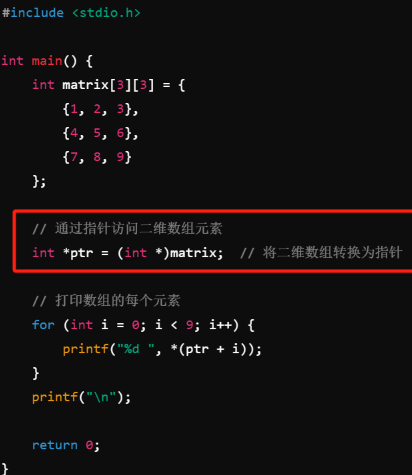 #include <stdio.h>
int main() {
    int matrix[3][3] = {
        {1, 2, 3},
        {4, 5, 6},
        {7, 8, 9}
    };
    // 通过指针访问二维数组元素
    int *ptr = (int *)matrix;  // 将二维数组转换为指针
    // 打印数组的每个元素
    for (int i = 0; i < 9; i++) {
        printf("%d ", *(ptr + i));
    }
    printf("\n");
    return 0;
}